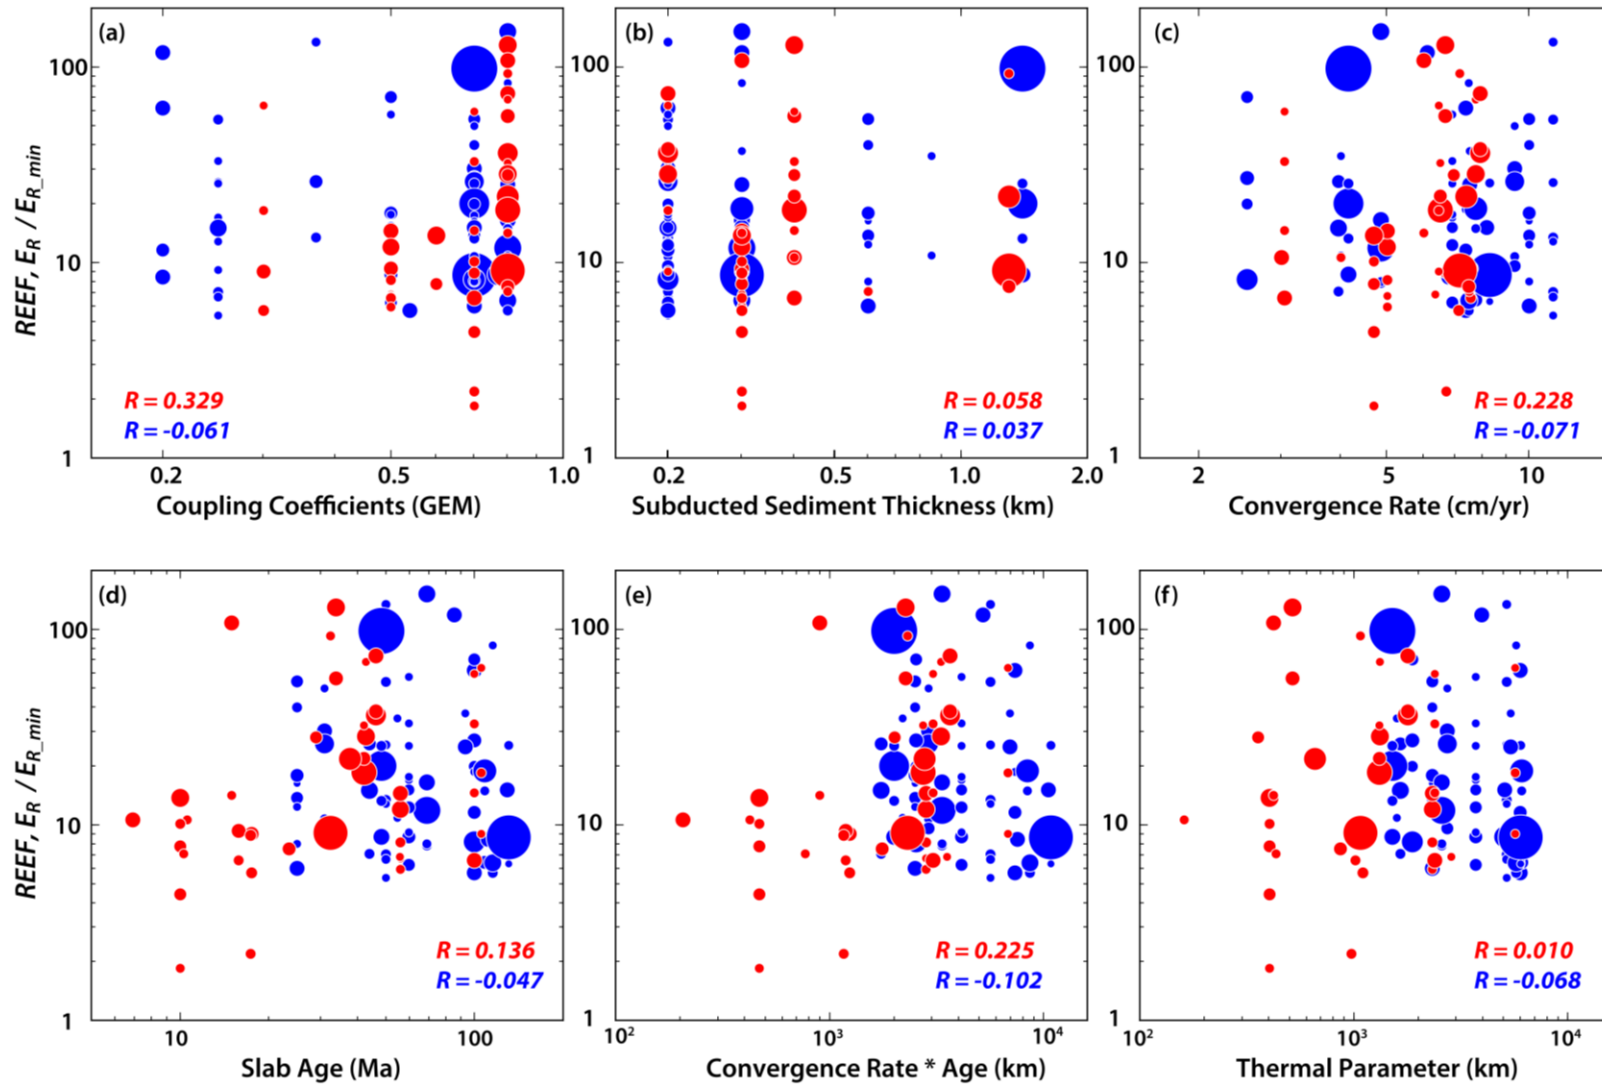 (a)
100
10
1
REEF, E_R / E_R_min
R = 0.329
R = -0.061
0.2 0.5 1.0
Coupling Coefficients (GEM)
(b)
100
10
1
R = 0.058
R = 0.037
0.2 0.5 1.0 2.0
Subducted Sediment Thickness (km)
(c)
100
10
1
R = 0.228
R = -0.071
2 5 10
Convergence Rate (cm/yr)
(d)
100
10
1
REEF, E_R / E_R_min
R = 0.136
R = -0.047
10 100
Slab Age (Ma)
(e)
100
10
1
R = 0.225
R = -0.102
10² 10³ 10⁴
Convergence Rate * Age (km)
(f)
100
10
1
R = 0.010
R = -0.068
10² 10³ 10⁴
Thermal Parameter (km)